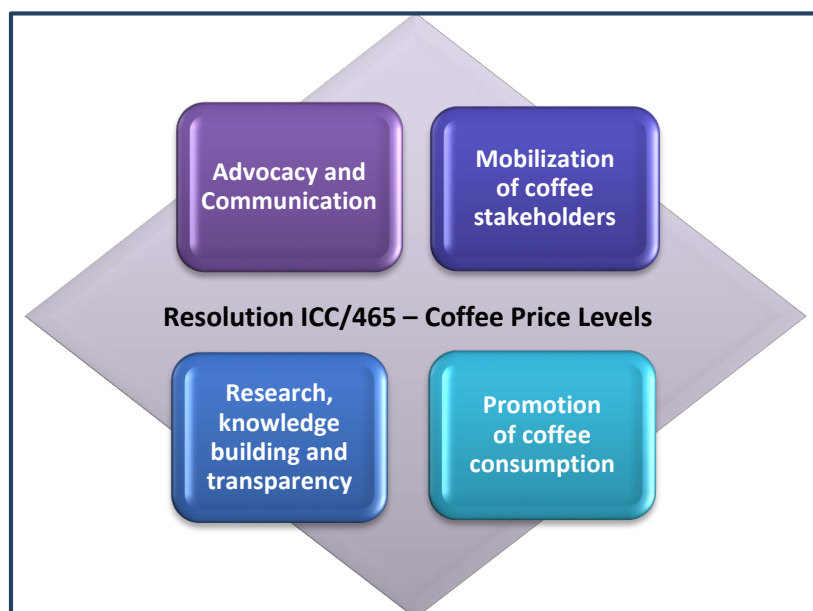 Advocacy and
Communication
Mobilization
of coffee
stakeholders
Resolution ICC/465 – Coffee Price Levels
Research,
knowledge
building and
transparency
Promotion
of coffee
consumption